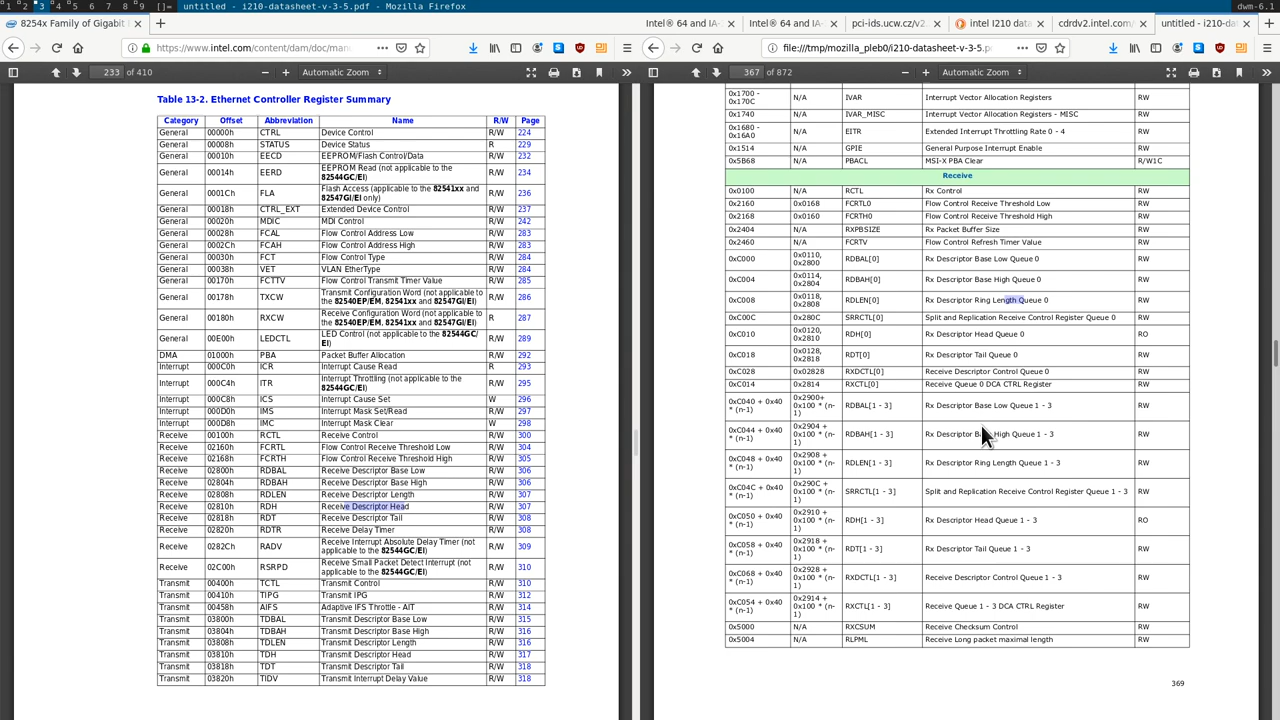 1 2 3 4 5 6 7 8 9 []= untitled - i210-datasheet-v-3-5.pdf - Mozilla Firefox dwm-6.1
8254x Family of Gigabit
https://www.intel.com/content/dam/doc/man
233 of 410
Automatic Zoom
Table 13-2. Ethernet Controller Register Summary
Category Offset Abbreviation Name R/W Page
General 00000h CTRL Device Control R/W 224
General 00008h STATUS Device Status R 229
General 00010h EECD EEPROM/Flash Control/Data R/W 232
General 00014h EERD EEPROM Read (not applicable to the 82544GC/EI) R/W 234
General 0001Ch FLA Flash Access (applicable to the 82541xx and 82547GI/EI only) R/W 236
General 00018h CTRL_EXT Extended Device Control R/W 237
General 00020h MDIC MDI Control R/W 242
General 00028h FCAL Flow Control Address Low R/W 283
General 0002Ch FCAH Flow Control Address High R/W 283
General 00030h FCT Flow Control Type R/W 284
General 00038h VET VLAN EtherType R/W 284
General 00170h FCTTV Flow Control Transmit Timer Value R/W 285
General 00178h TXCW Transmit Configuration Word (not applicable to the 82540EP/EM, 82541xx and 82547GI/EI) R/W 286
General 00180h RXCW Receive Configuration Word (not applicable to the 82540EP/EM, 82541xx and 82547GI/EI) R 287
General 00E00h LEDCTL LED Control (not applicable to the 82544GC/EI) R/W 289
DMA 01000h PBA Packet Buffer Allocation R/W 292
Interrupt 000C0h ICR Interrupt Cause Read R 293
Interrupt 000C4h ITR Interrupt Throttling (not applicable to the 82544GC/EI) R/W 295
Interrupt 000C8h ICS Interrupt Cause Set W 296
Interrupt 000D0h IMS Interrupt Mask Set/Read R/W 297
Interrupt 000D8h IMC Interrupt Mask Clear W 298
Receive 00100h RCTL Receive Control R/W 300
Receive 02160h FCRTL Flow Control Receive Threshold Low R/W 304
Receive 02168h FCRTH Flow Control Receive Threshold High R/W 305
Receive 02800h RDBAL Receive Descriptor Base Low R/W 306
Receive 02804h RDBAH Receive Descriptor Base High R/W 306
Receive 02808h RDLEN Receive Descriptor Length R/W 307
Receive 02810h RDH Receive Descriptor Head R/W 307
Receive 02818h RDT Receive Descriptor Tail R/W 308
Receive 02820h RDTR Receive Delay Timer R/W 308
Receive 0282Ch RADV Receive Interrupt Absolute Delay Timer (not applicable to the 82544GC/EI) R/W 309
Receive 02C00h RSRPD Receive Small Packet Detect Interrupt (not applicable to the 82544GC/EI) R/W 310
Transmit 00400h TCTL Transmit Control R/W 310
Transmit 00410h TIPG Transmit IPG R/W 312
Transmit 00458h AIFS Adaptive IFS Throttle - AIT R/W 314
Transmit 03800h TDBAL Transmit Descriptor Base Low R/W 315
Transmit 03804h TDBAH Transmit Descriptor Base High R/W 316
Transmit 03808h TDLEN Transmit Descriptor Length R/W 316
Transmit 03810h TDH Transmit Descriptor Head R/W 317
Transmit 03818h TDT Transmit Descriptor Tail R/W 318
Transmit 03820h TIDV Transmit Interrupt Delay Value R/W 318
Intel® 64 and IA- Intel® 64 and IA- pci-ids.ucw.cz/v2. intel I210 data cdrdv2.intel.com/ untitled - i210-da
file:///tmp/mozilla_pleb0/i210-datasheet-v-3-5.p
367 of 872
Automatic Zoom
0x1700 - 0x170C N/A IVAR Interrupt Vector Allocation Registers RW
0x1740 N/A IVAR_MISC Interrupt Vector Allocation Registers - MISC RW
0x1680 - 0x16A0 N/A EITR Extended Interrupt Throttling Rate 0 - 4 RW
0x1514 N/A GPIE General Purpose Interrupt Enable RW
0x5B68 N/A PBACL MSI-X PBA Clear R/W1C
Receive
0x0100 N/A RCTL Rx Control RW
0x2160 0x0168 FCRTL0 Flow Control Receive Threshold Low RW
0x2168 0x0160 FCRTH0 Flow Control Receive Threshold High RW
0x2404 N/A RXPBSIZE Rx Packet Buffer Size RW
0x2460 N/A FCRTV Flow Control Refresh Timer Value RW
0xC000 0x0110, 0x2800 RDBAL[0] Rx Descriptor Base Low Queue 0 RW
0xC004 0x0114, 0x2804 RDBAH[0] Rx Descriptor Base High Queue 0 RW
0xC008 0x0118, 0x2808 RDLEN[0] Rx Descriptor Ring Length Queue 0 RW
0xC00C 0x280C SRRCTL[0] Split and Replication Receive Control Register Queue 0 RW
0xC010 0x0120, 0x2810 RDH[0] Rx Descriptor Head Queue 0 RO
0xC018 0x0128, 0x2818 RDT[0] Rx Descriptor Tail Queue 0 RW
0xC028 0x02828 RXDCTL[0] Receive Descriptor Control Queue 0 RW
0xC014 0x2814 RXCTL[0] Receive Queue 0 DCA CTRL Register RW
0xC040 + 0x40 * (n-1) 0x2900+ 0x100 * (n-1) RDBAL[1 - 3] Rx Descriptor Base Low Queue 1 - 3 RW
0xC044 + 0x40 * (n-1) 0x2904 + 0x100 * (n-1) RDBAH[1 - 3] Rx Descriptor Base High Queue 1 - 3 RW
0xC048 + 0x40 * (n-1) 0x2908 + 0x100 * (n-1) RDLEN[1 - 3] Rx Descriptor Ring Length Queue 1 - 3 RW
0xC04C + 0x40 * (n-1) 0x290C + 0x100 * (n-1) SRRCTL[1 - 3] Split and Replication Receive Control Register Queue 1 - 3 RW
0xC050 + 0x40 * (n-1) 0x2910 + 0x100 * (n-1) RDH[1 - 3] Rx Descriptor Head Queue 1 - 3 RO
0xC058 + 0x40 * (n-1) 0x2918 + 0x100 * (n-1) RDT[1 - 3] Rx Descriptor Tail Queue 1 - 3 RW
0xC068 + 0x40 * (n-1) 0x2928 + 0x100 * (n-1) RXDCTL[1 - 3] Receive Descriptor Control Queue 1 - 3 RW
0xC054 + 0x40 * (n-1) 0x2914 + 0x100 * (n-1) RXCTL[1 - 3] Receive Queue 1 - 3 DCA CTRL Register RW
0x5000 N/A RXCSUM Receive Checksum Control RW
0x5004 N/A RLPML Receive Long packet maximal length RW
369